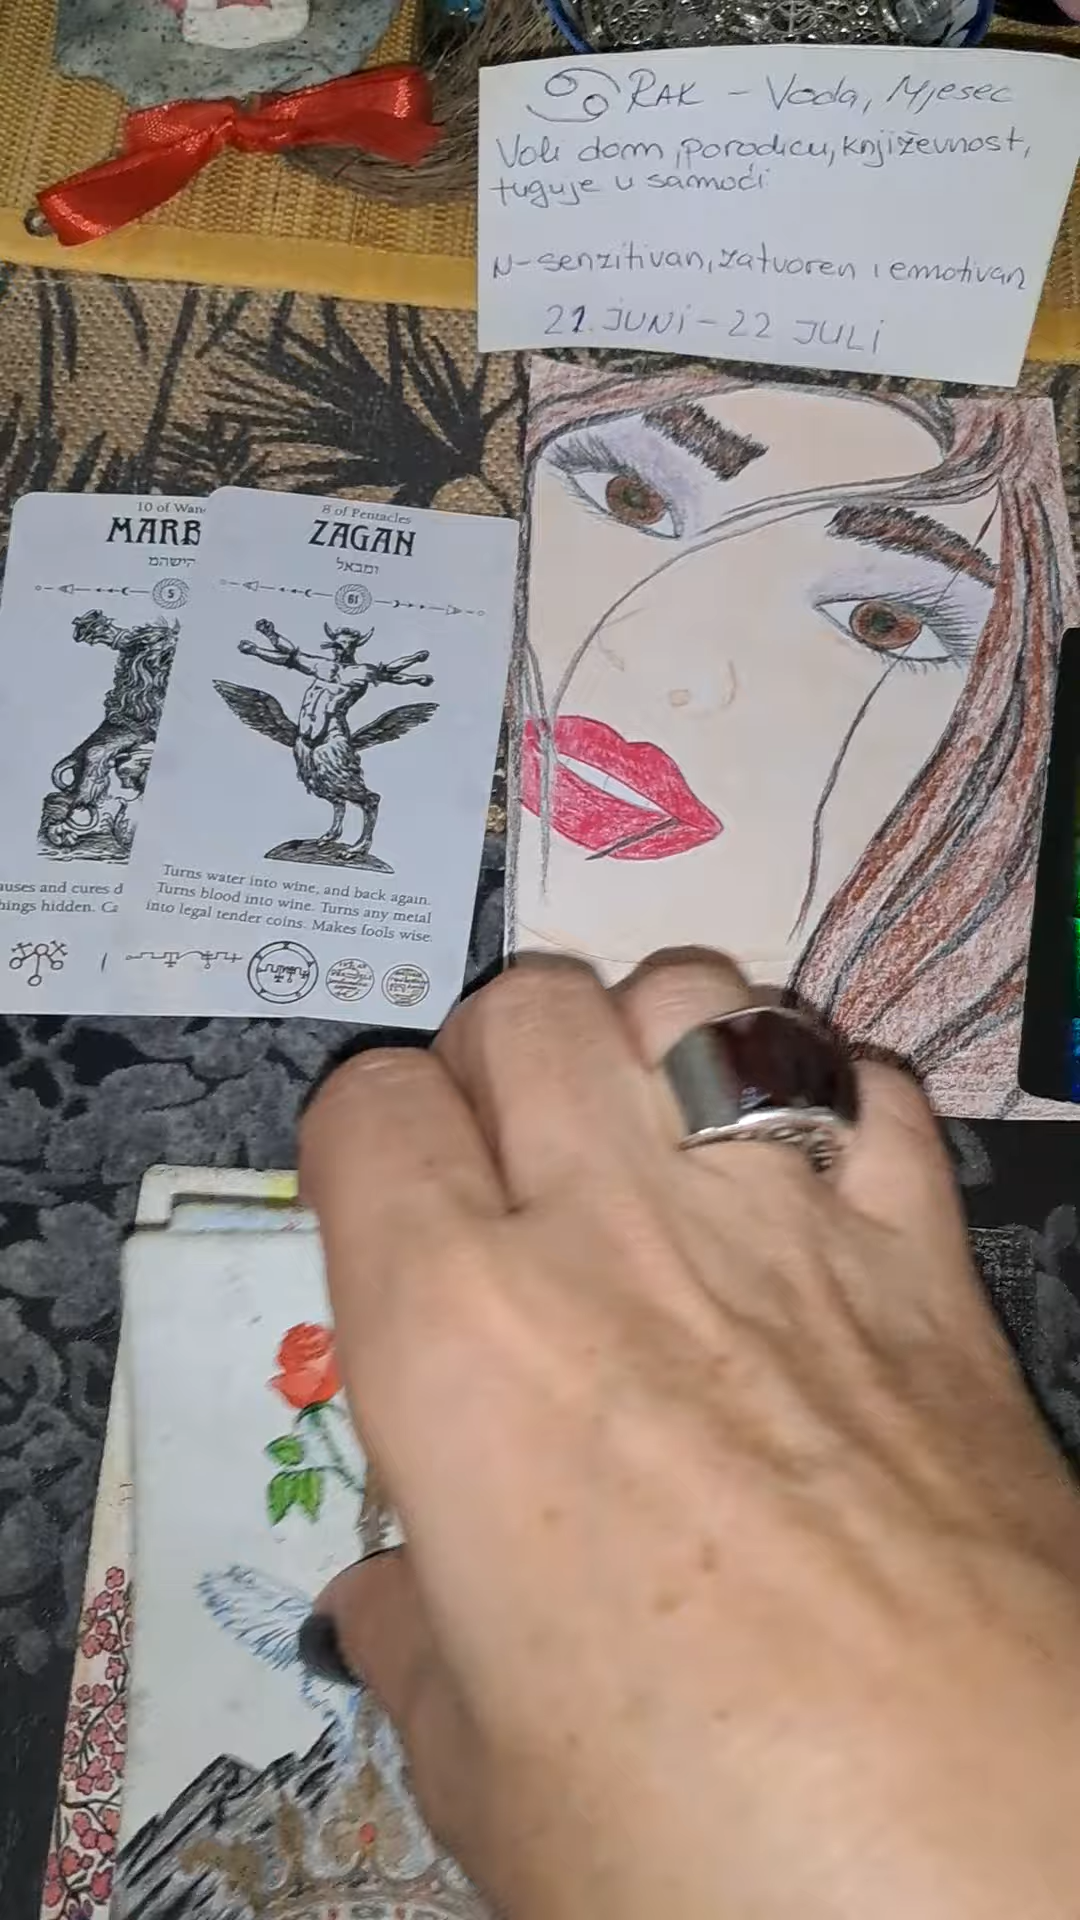 ♋ RAK - Voda, Mjesec
Voli dom, porodicu, književnost,
tuguje u samoći
N-senzitivan, zatvoren i emotivan
21. JUNI - 22 JULI
10 of Wan
MARB
מהשיה
5
8 of Pentacles
ZAGAN
ומבאל
61
auses and cures d
hings hidden. Ca
Turns water into wine, and back again.
Turns blood into wine. Turns any metal
into legal tender coins. Makes fools wise.